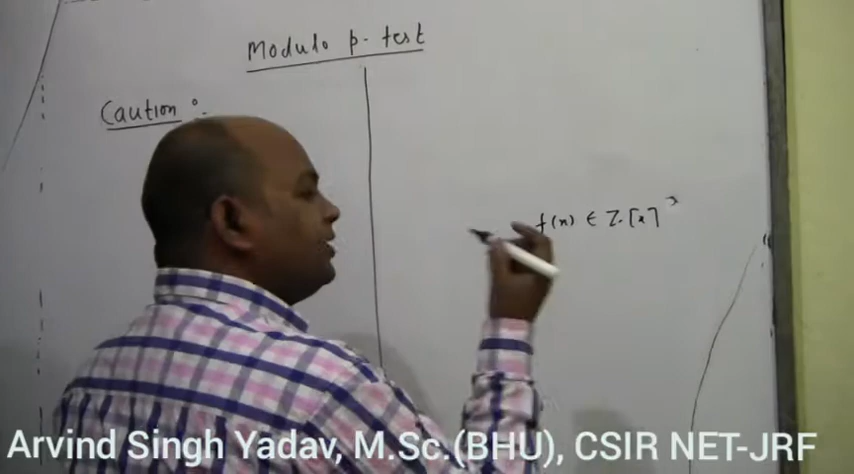 Modulo p-test
Caution :-
f(x) ∈ Z[x]
Arvind Singh Yadav, M.Sc.(BHU), CSIR NET-JRF